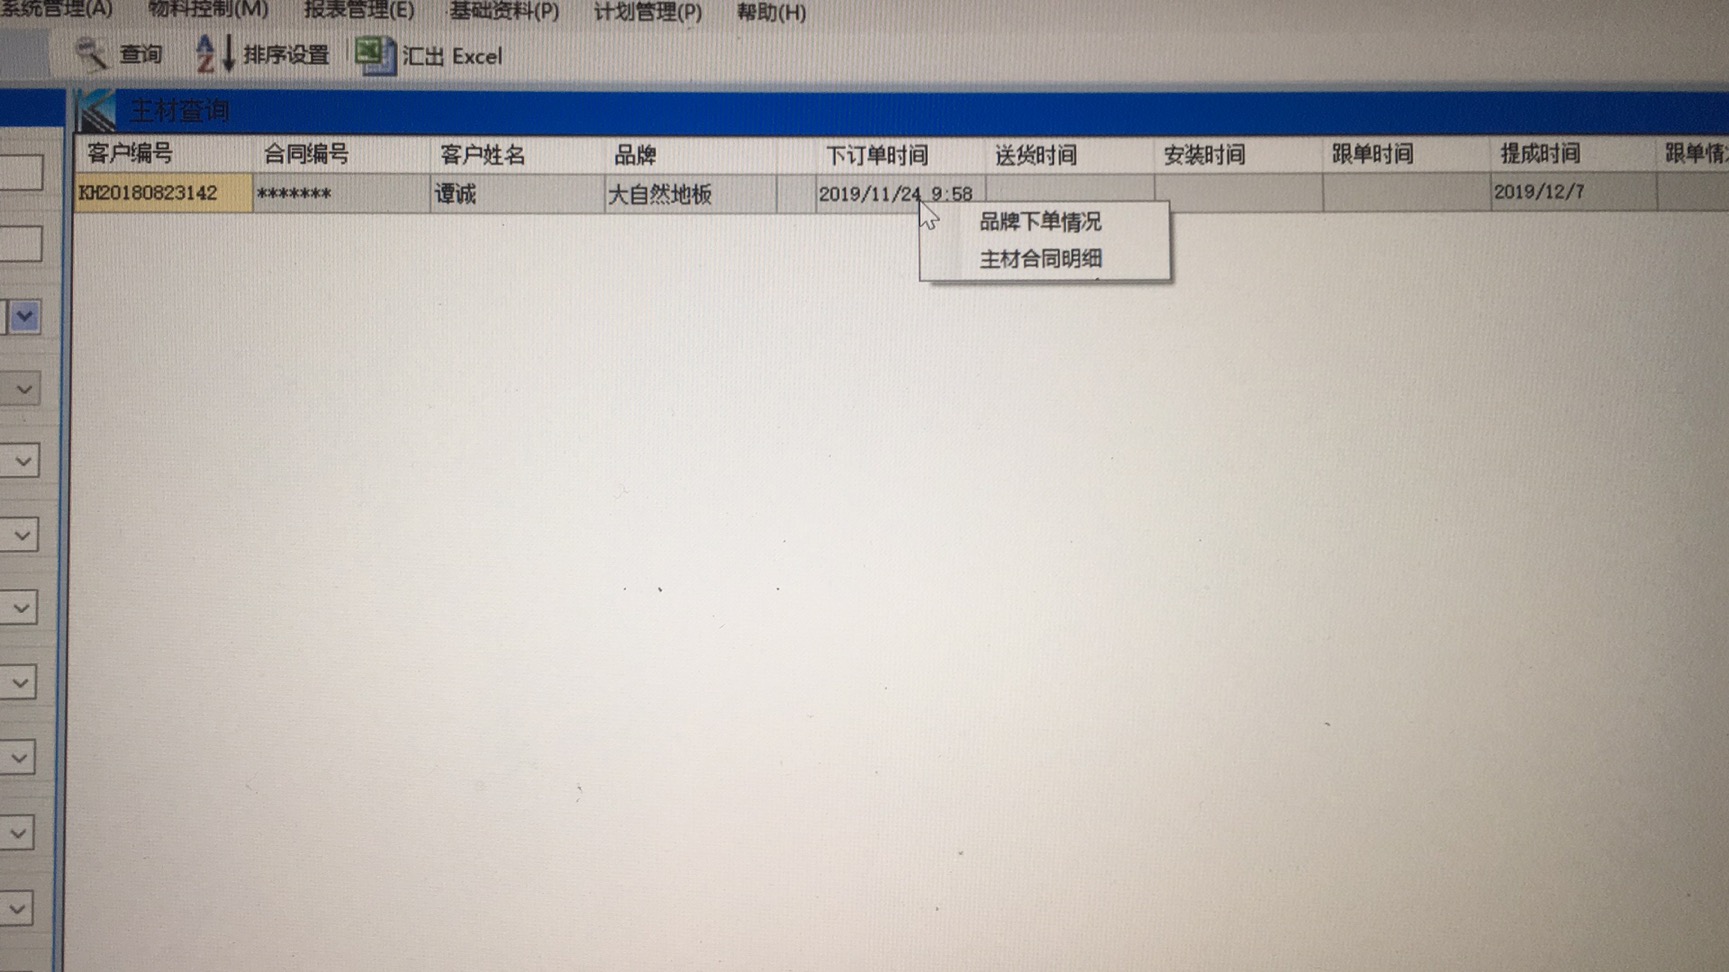 系统管理(A) 物料控制(M) 报表管理(E) 基础资料(P) 计划管理(P) 帮助(H)
查询 排序设置 汇出 Excel
主材查询
客户编号 合同编号 客户姓名 品牌 下订单时间 送货时间 安装时间 跟单时间 提成时间 跟单情
KH20180823142 ******* 谭诚 大自然地板 2019/11/24 9:58 2019/12/7
品牌下单情况
主材合同明细